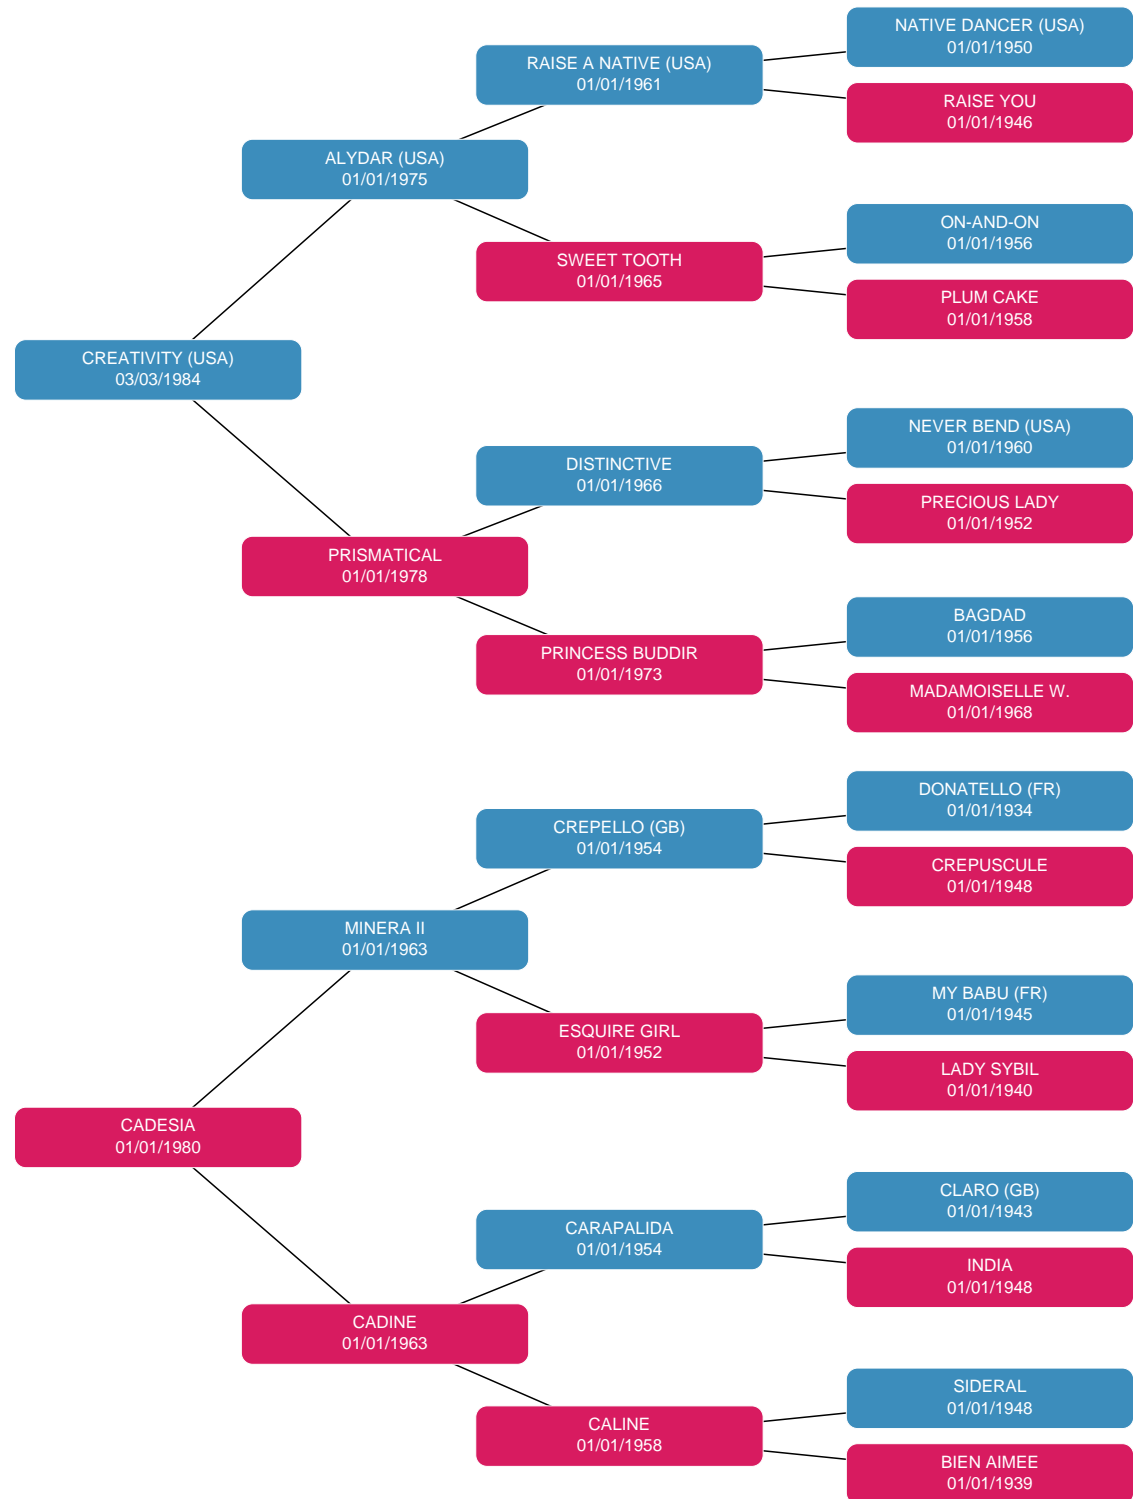 NATIVE DANCER (USA)
01/01/1950
RAISE A NATIVE (USA)
01/01/1961
RAISE YOU
01/01/1946
ALYDAR (USA)
01/01/1975
ON-AND-ON
01/01/1956
SWEET TOOTH
01/01/1965
PLUM CAKE
01/01/1958
CREATIVITY (USA)
03/03/1984
NEVER BEND (USA)
01/01/1960
DISTINCTIVE
01/01/1966
PRECIOUS LADY
01/01/1952
PRISMATICAL
01/01/1978
BAGDAD
01/01/1956
PRINCESS BUDDIR
01/01/1973
MADAMOISELLE W.
01/01/1968
DONATELLO (FR)
01/01/1934
CREPELLO (GB)
01/01/1954
CREPUSCULE
01/01/1948
MINERA II
01/01/1963
MY BABU (FR)
01/01/1945
ESQUIRE GIRL
01/01/1952
LADY SYBIL
01/01/1940
CADESIA
01/01/1980
CLARO (GB)
01/01/1943
CARAPALIDA
01/01/1954
INDIA
01/01/1948
CADINE
01/01/1963
SIDERAL
01/01/1948
CALINE
01/01/1958
BIEN AIMEE
01/01/1939